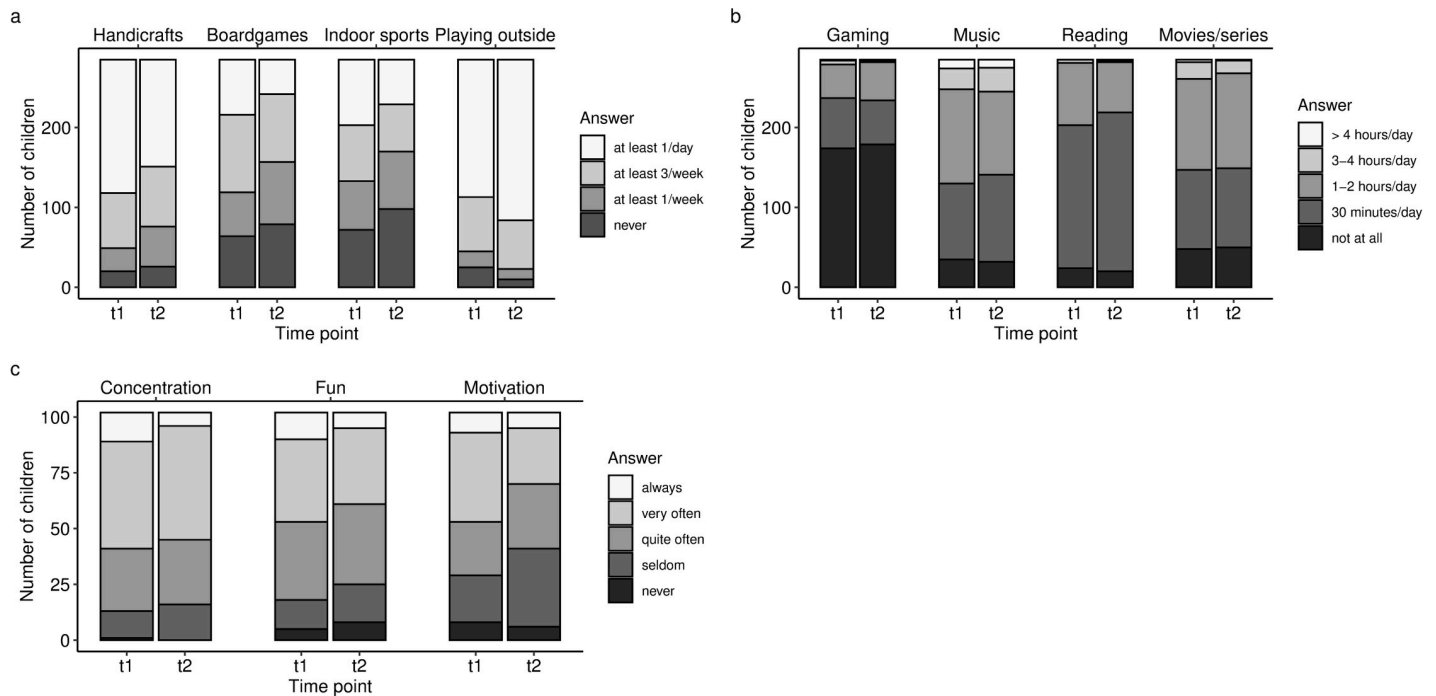 a
Handicrafts Boardgames Indoor sports Playing outside
Number of children
200
100
0
t1 t2 t1 t2 t1 t2 t1 t2
Time point
Answer
at least 1/day
at least 3/week
at least 1/week
never
b
Gaming Music Reading Movies/series
Number of children
200
100
0
t1 t2 t1 t2 t1 t2 t1 t2
Time point
Answer
> 4 hours/day
3–4 hours/day
1–2 hours/day
30 minutes/day
not at all
c
Concentration Fun Motivation
Number of children
100
75
50
25
0
t1 t2 t1 t2 t1 t2
Time point
Answer
always
very often
quite often
seldom
never